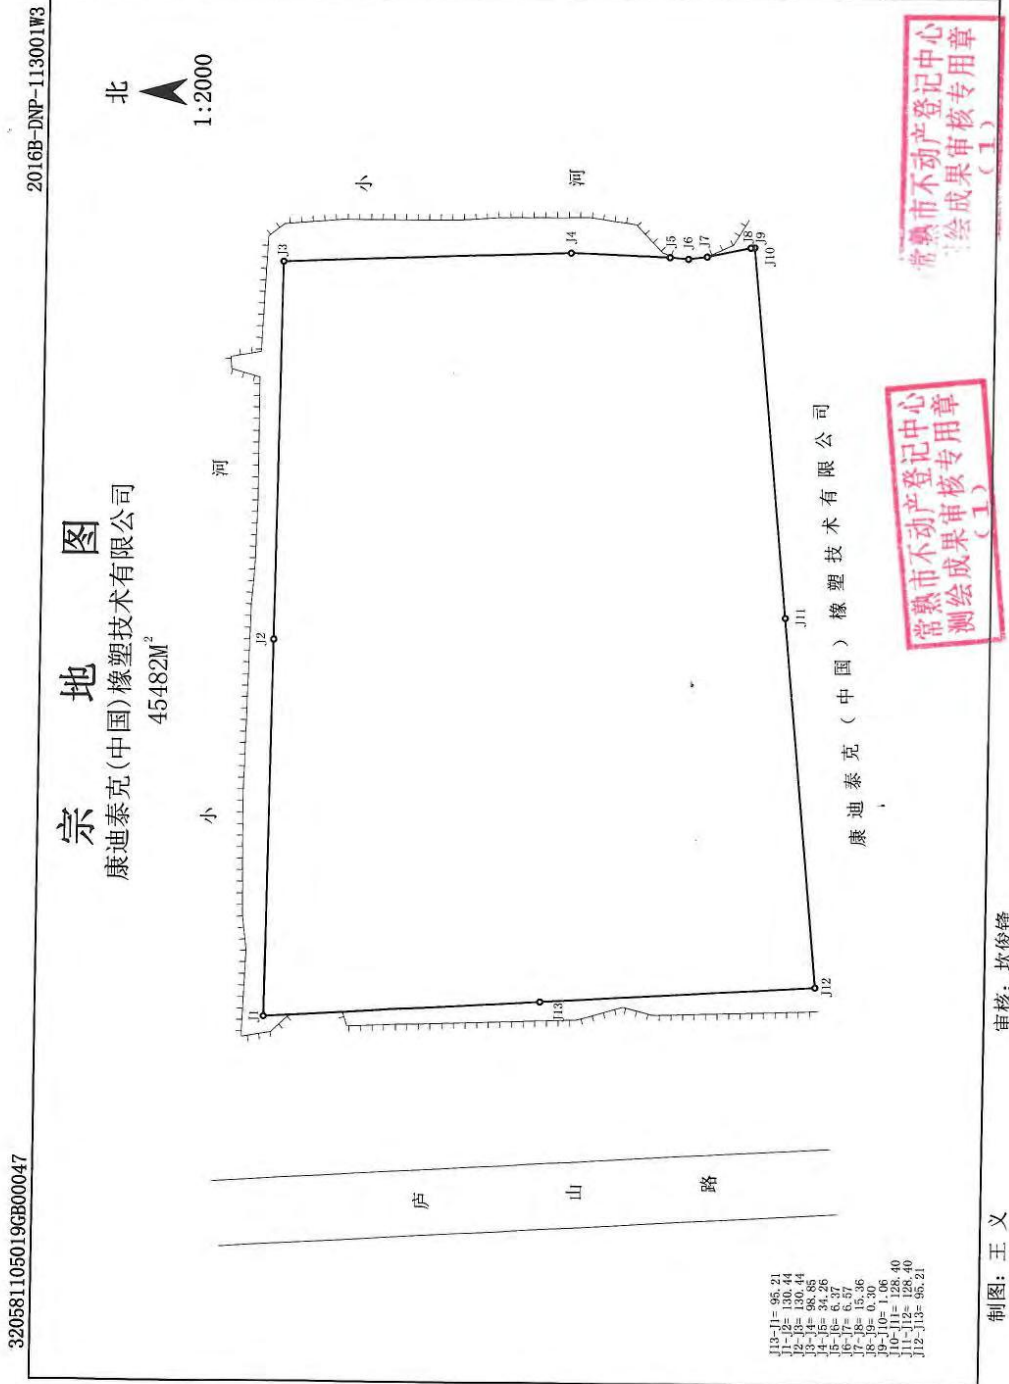 320581105019GB00047
2016B-DNP-113001W3
宗 地 图
康迪泰克(中国)橡塑技术有限公司
45482M²
北
1:2000
小 河
小 河
J1
J2
J3
J4
J5
J6
J7
J8
J9
J10
J11
J12
J13
庐 山 路
康迪泰克(中国)橡塑技术有限公司
J13-J1= 95.21
J1-J2= 130.44
J2-J3= 130.44
J3-J4= 98.85
J4-J5= 34.26
J5-J6= 6.37
J6-J7= 6.57
J7-J8= 15.36
J8-J9= 0.30
J9-J10= 1.06
J10-J11= 128.40
J11-J12= 128.40
J12-J13= 95.21
常熟市不动产登记中心
测绘成果审核专用章
(1)
常熟市不动产登记中心
测绘成果审核专用章
(1)
制图: 王 义
审核: 坎俊锋